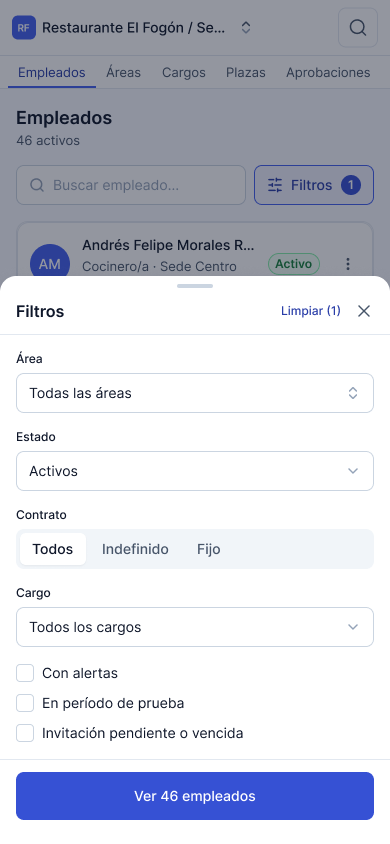 RF Restaurante El Fogón / Se...
Empleados Áreas Cargos Plazas Aprobaciones
Empleados
46 activos
Buscar empleado... Filtros 1
Andrés Felipe Morales R...
AM Cocinero/a · Sede Centro Activo
Filtros Limpiar (1)
Área
Todas las áreas
Estado
Activos
Contrato
Todos Indefinido Fijo
Cargo
Todos los cargos
Con alertas
En período de prueba
Invitación pendiente o vencida
Ver 46 empleados